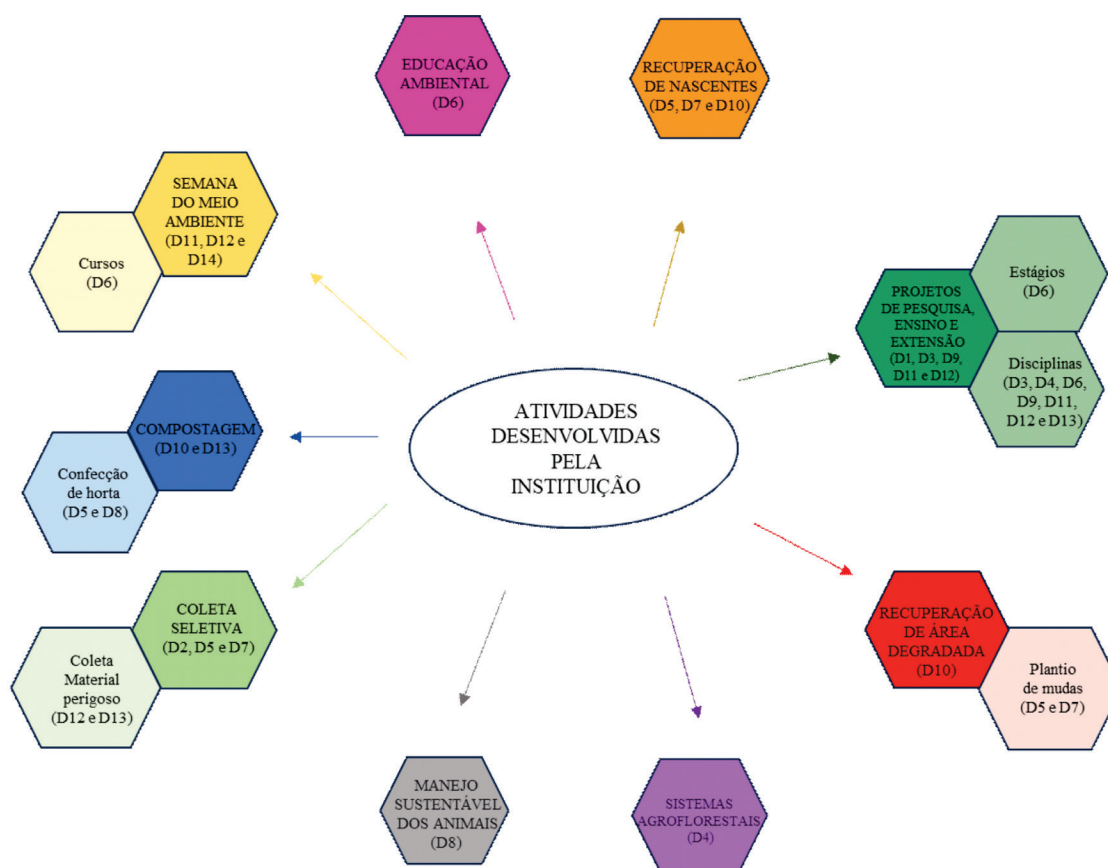 EDUCAÇÃO
AMBIENTAL
(D6)
RECUPERAÇÃO
DE NASCENTES
(D5, D7 e D10)
SEMANA
DO MEIO
AMBIENTE
(D11, D12 e
D14)
Cursos
(D6)
Estágios
(D6)
PROJETOS
DE PESQUISA,
ENSINO E
EXTENSÃO
(D1, D3, D9,
D11 e D12)
Disciplinas
(D3, D4, D6,
D9, D11,
D12 e D13)
ATIVIDADES
DESENVOLVIDAS
PELA
INSTITUIÇÃO
COMPOSTAGEM
(D10 e D13)
Confecção
de horta
(D5 e D8)
COLETA
SELETIVA
(D2, D5 e D7)
Coleta
Material
perigoso
(D12 e D13)
RECUPERAÇÃO
DE ÁREA
DEGRADADA
(D10)
Plantio
de mudas
(D5 e D7)
MANEJO
SUSTENTÁVEL
DOS ANIMAIS
(D8)
SISTEMAS
AGROFLORESTAIS
(D4)